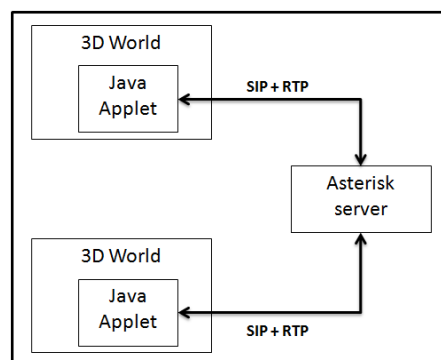 3D World
Java
Applet
SIP + RTP
Asterisk
server
3D World
Java
Applet
SIP + RTP